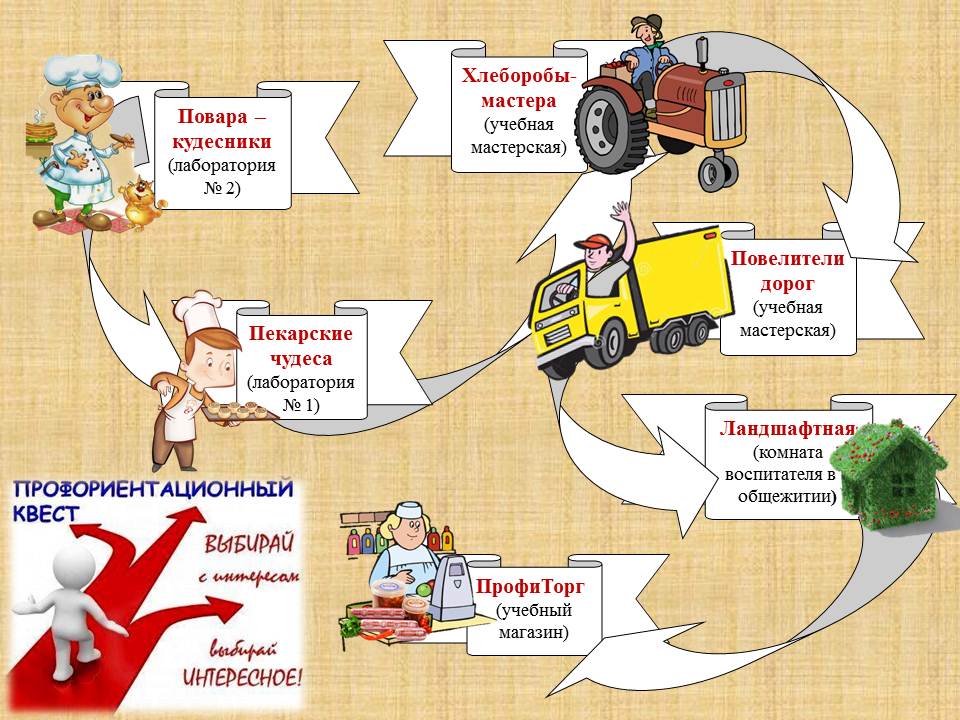 Повара –
кудесники
(лаборатория
№ 2)
Пекарские
чудеса
(лаборатория
№ 1)
Хлеборобы-
мастера
(учебная
мастерская)
Повелители
дорог
(учебная
мастерская)
Ландшафтная
(комната
воспитателя в
общежитии)
ПрофиТорг
(учебный
магазин)
ПРОФОРИЕНТАЦИОННЫЙ
КВЕСТ
ВЫБИРАЙ
с интересом
выбирай
ИНТЕРЕСНОЕ!